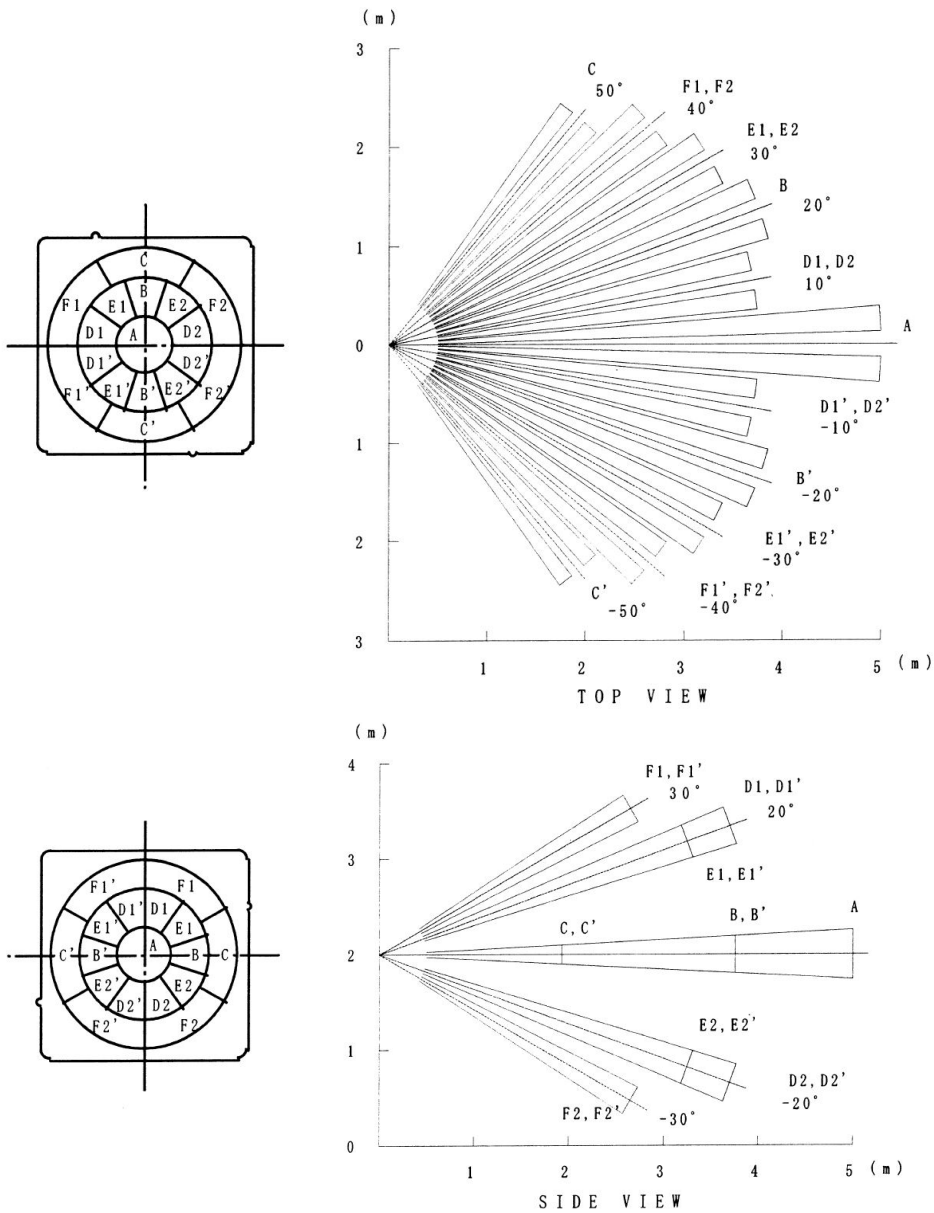 (m)
3
C
50°
F1, F2
40°
E1, E2
30°
2
B
20°
1
D1, D2
10°
A
0
D1', D2'
-10°
1
B'
-20°
2
E1', E2'
-30°
C'
-50°
F1', F2'
-40°
3
1 2 3 4 5 (m)
TOP VIEW
C
B
F1 E1 E2 F2
D1 A D2
D1' D2'
F1' E1' B' E2' F2'
C'
(m)
4
F1, F1'
30°
D1, D1'
20°
3
E1, E1'
C, C'
B, B'
A
2
E2, E2'
1
D2, D2'
-20°
F2, F2'
-30°
0
1 2 3 4 5 (m)
SIDE VIEW
F1' F1
D1' D1
E1' E1
A
C' B' B C
E2' E2
D2' D2
F2' F2